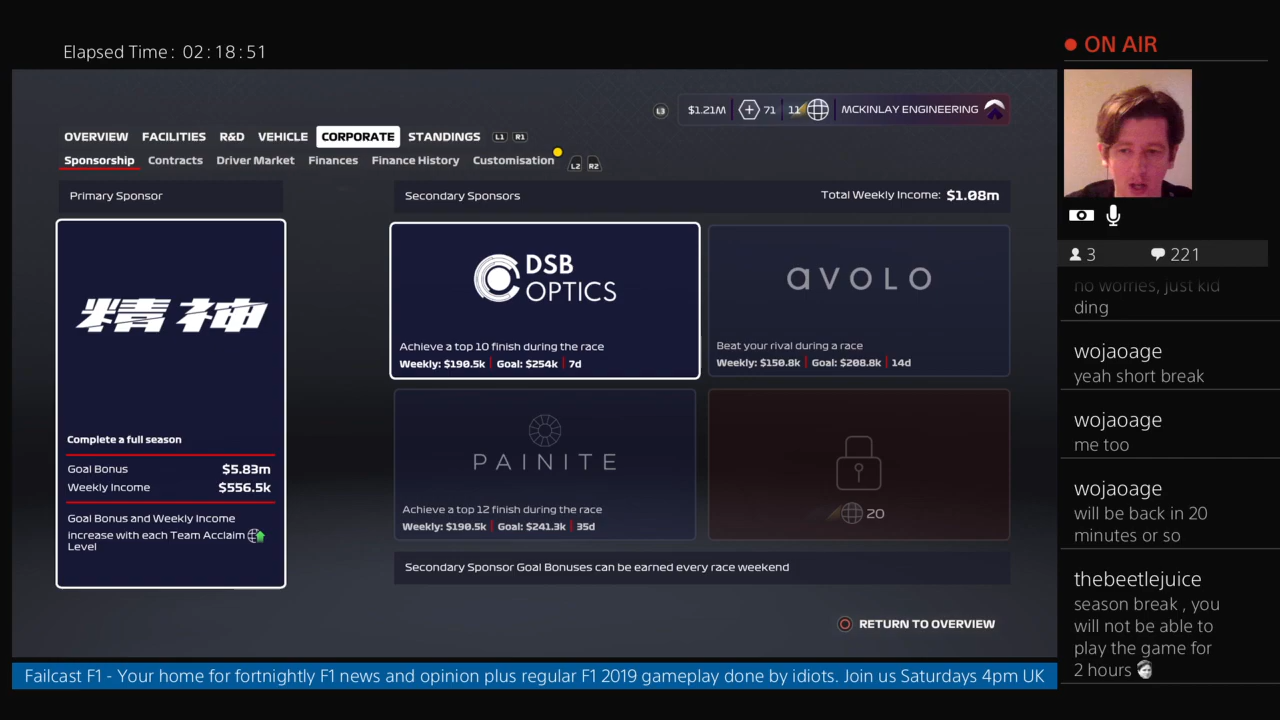 Elapsed Time: 02:18:51
ON AIR
$1.21M
71
11
MCKINLAY ENGINEERING
OVERVIEW FACILITIES R&D VEHICLE CORPORATE STANDINGS L1 R1
Sponsorship Contracts Driver Market Finances Finance History Customisation L2 R2
L3
Primary Sponsor
精神
Complete a full season
Goal Bonus $5.83m
Weekly Income $556.5k
Goal Bonus and Weekly Income
increase with each Team Acclaim
Level
Secondary Sponsors
Total Weekly Income: $1.08m
DSB
OPTICS
Achieve a top 10 finish during the race
Weekly: $190.5k Goal: $254k 7d
AVOLO
Beat your rival during a race
Weekly: $150.8k Goal: $208.8k 14d
PAINITE
Achieve a top 12 finish during the race
Weekly: $190.5k Goal: $241.3k 35d
20
Secondary Sponsor Goal Bonuses can be earned every race weekend
RETURN TO OVERVIEW
3 221
no worries, just kid
ding
wojaoage
yeah short break
wojaoage
me too
wojaoage
will be back in 20
minutes or so
thebeetlejuice
season break , you
will not be able to
play the game for
2 hours
Failcast F1 - Your home for fortnightly F1 news and opinion plus regular F1 2019 gameplay done by idiots. Join us Saturdays 4pm UK